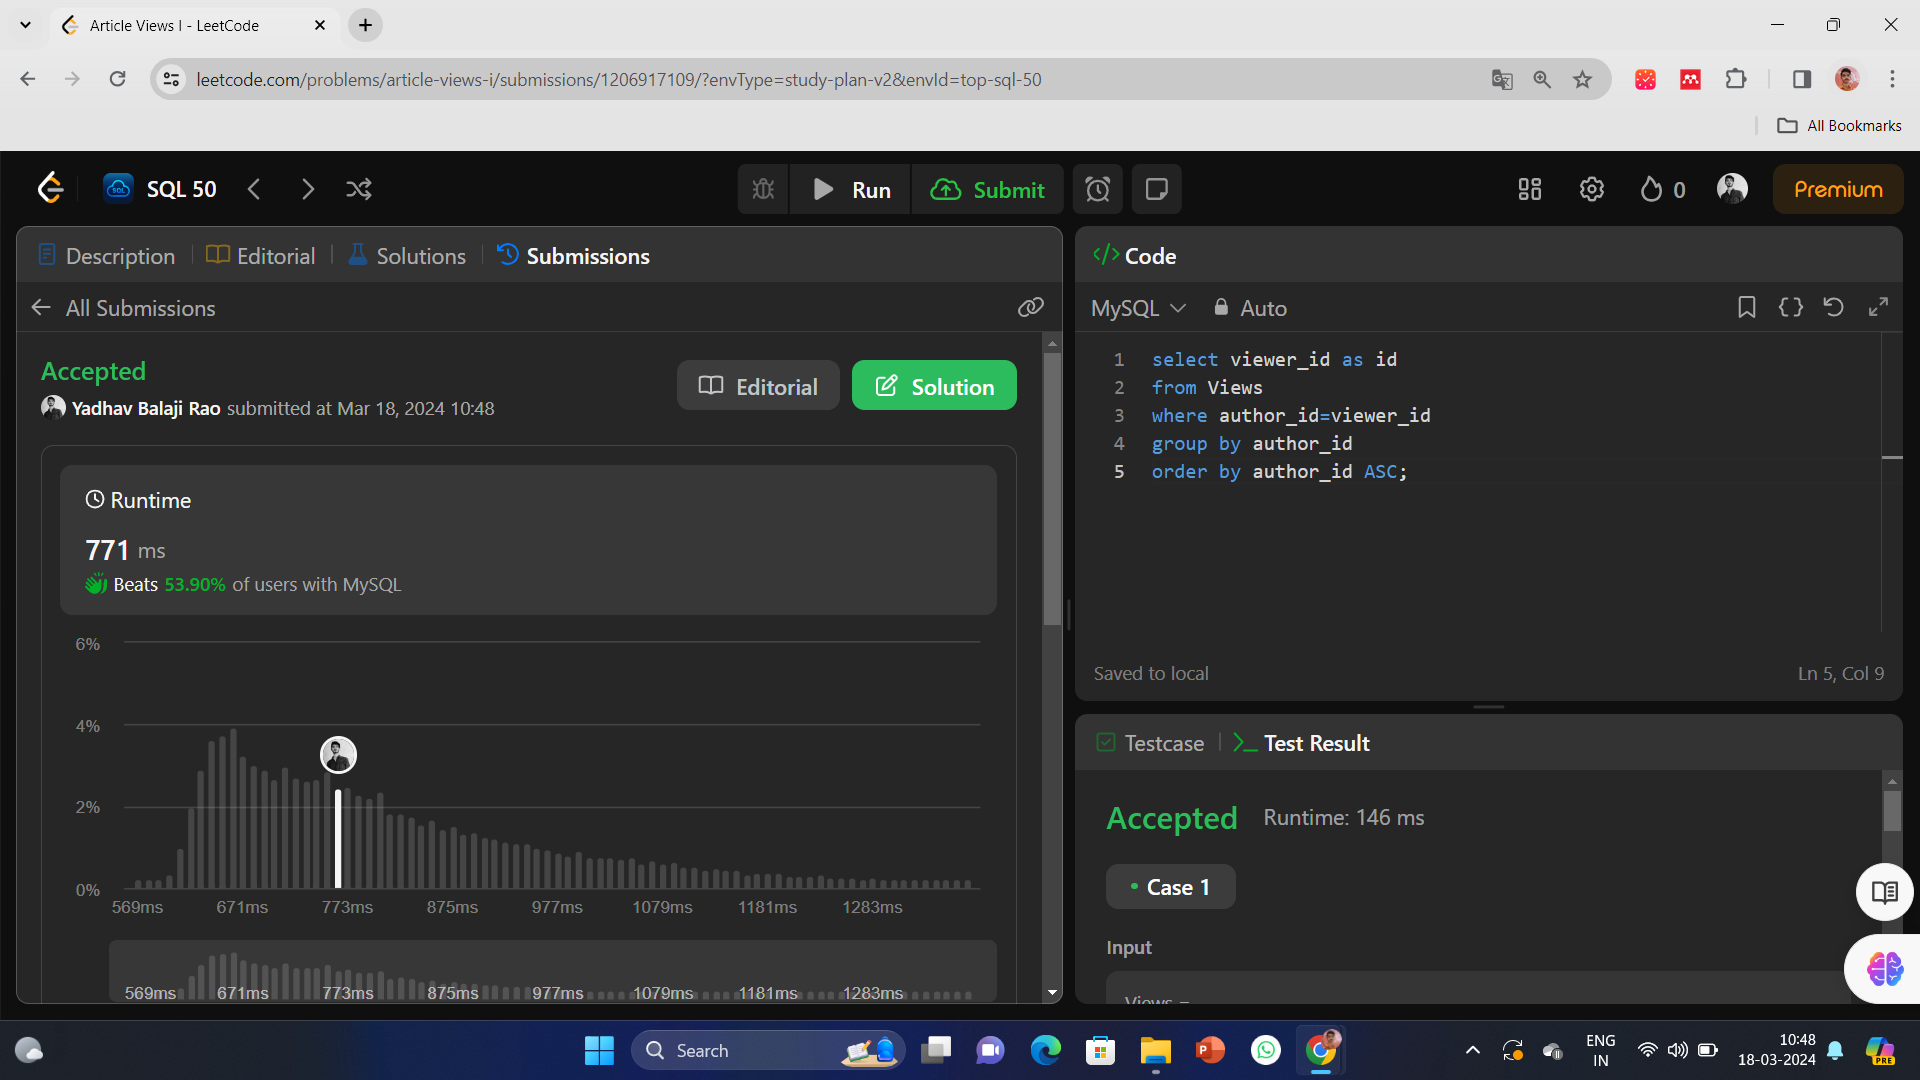 Article Views I - LeetCode
leetcode.com/problems/article-views-i/submissions/1206917109/?envType=study-plan-v2&envId=top-sql-50
All Bookmarks
SQL 50
Run
Submit
0
Premium
Description
Editorial
Solutions
Submissions
All Submissions
Accepted
Yadhav Balaji Rao submitted at Mar 18, 2024 10:48
Editorial
Solution
Runtime
771 ms
Beats 53.90% of users with MySQL
6%
4%
2%
0%
569ms 671ms 773ms 875ms 977ms 1079ms 1181ms 1283ms
569ms 671ms 773ms 875ms 977ms 1079ms 1181ms 1283ms
</> Code
MySQL
Auto
1 select viewer_id as id
2 from Views
3 where author_id=viewer_id
4 group by author_id
5 order by author_id ASC;
Saved to local
Ln 5, Col 9
Testcase
Test Result
Accepted
Runtime: 146 ms
Case 1
Input
Views =
Search
ENG
IN
10:48
18-03-2024
PRE